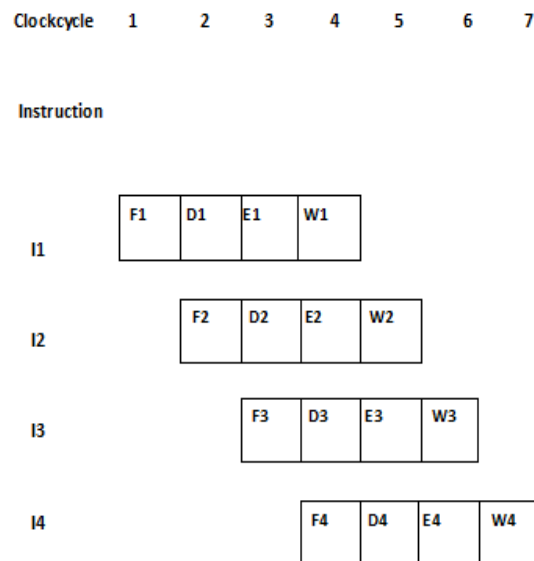 Clockcycle 1 2 3 4 5 6 7
Instruction
F1 D1 E1 W1
I1
F2 D2 E2 W2
I2
F3 D3 E3 W3
I3
F4 D4 E4 W4
I4